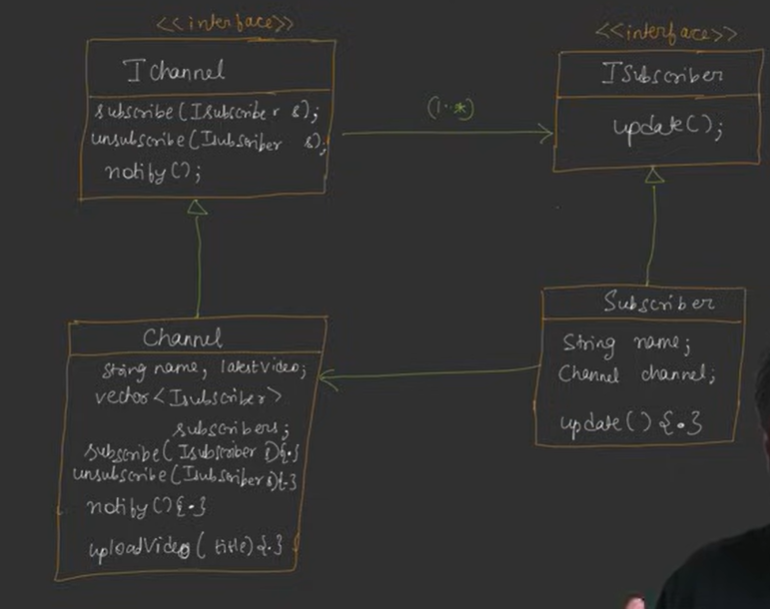 <<interface>>
IChannel
subscribe(ISubscriber s);
unsubscribe(ISubscriber s);
notify();
(1..*)
<<interface>>
ISubscriber
update();
Channel
string name, latestVideo;
vector<ISubscriber>
subscribers;
subscribe(ISubscriber s){.}
unsubscribe(ISubscriber s){.}
notify(){.}
uploadVideo(title){.}
Subscriber
String name;
Channel channel;
update(){.}